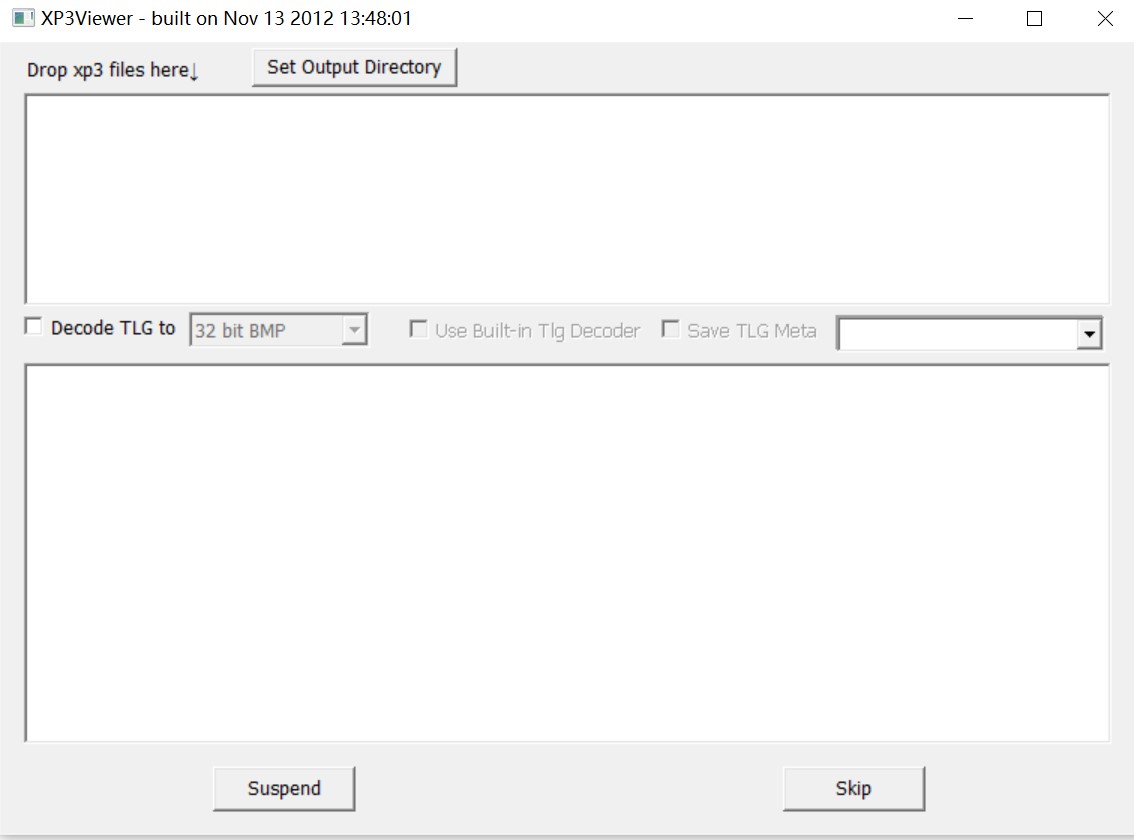 XP3Viewer - built on Nov 13 2012 13:48:01
Drop xp3 files here↓ Set Output Directory
Decode TLG to 32 bit BMP Use Built-in Tlg Decoder Save TLG Meta
Suspend Skip